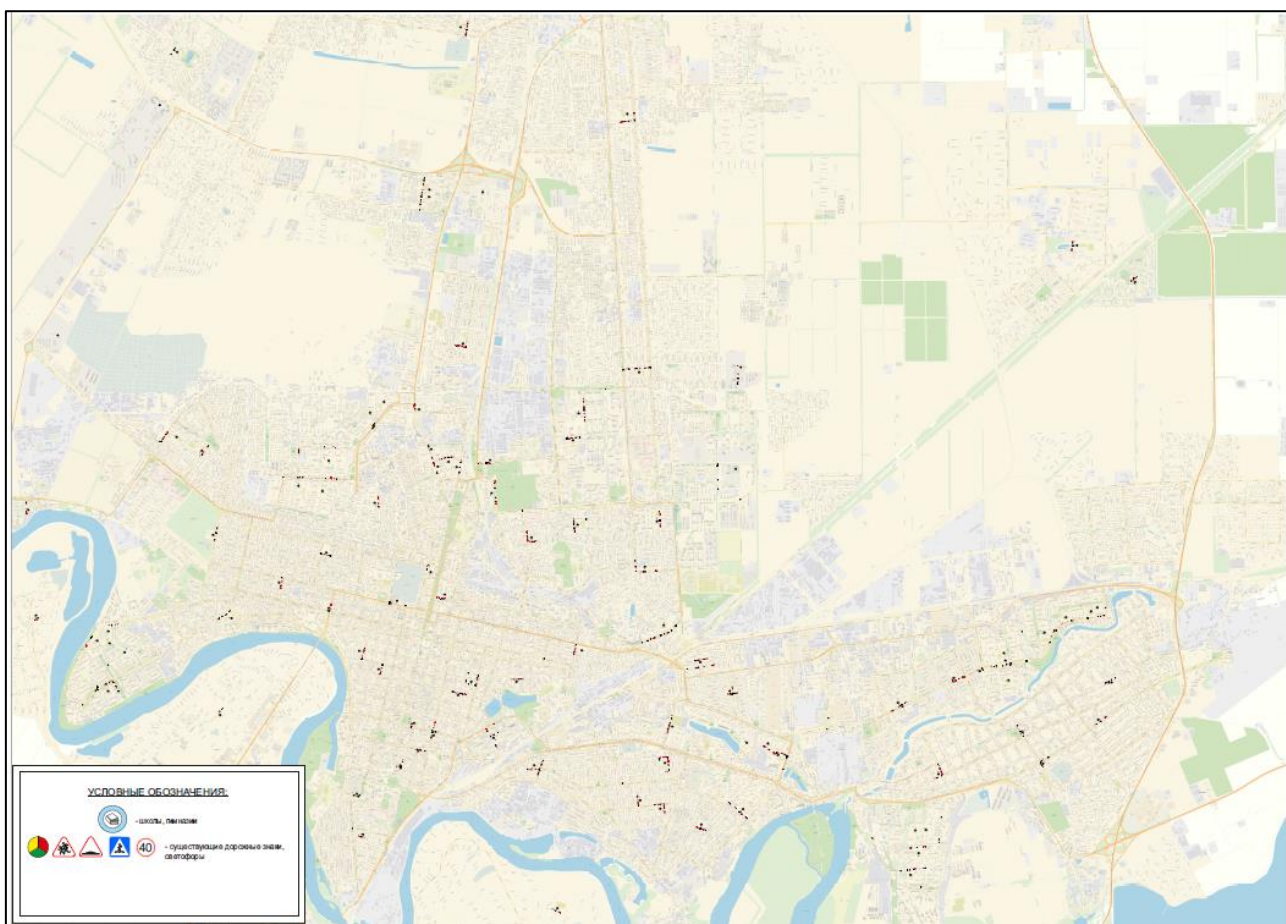 УСЛОВНЫЕ ОБОЗНАЧЕНИЯ:
- школы, гимназии
40
- существующие дорожные знаки,
светофоры